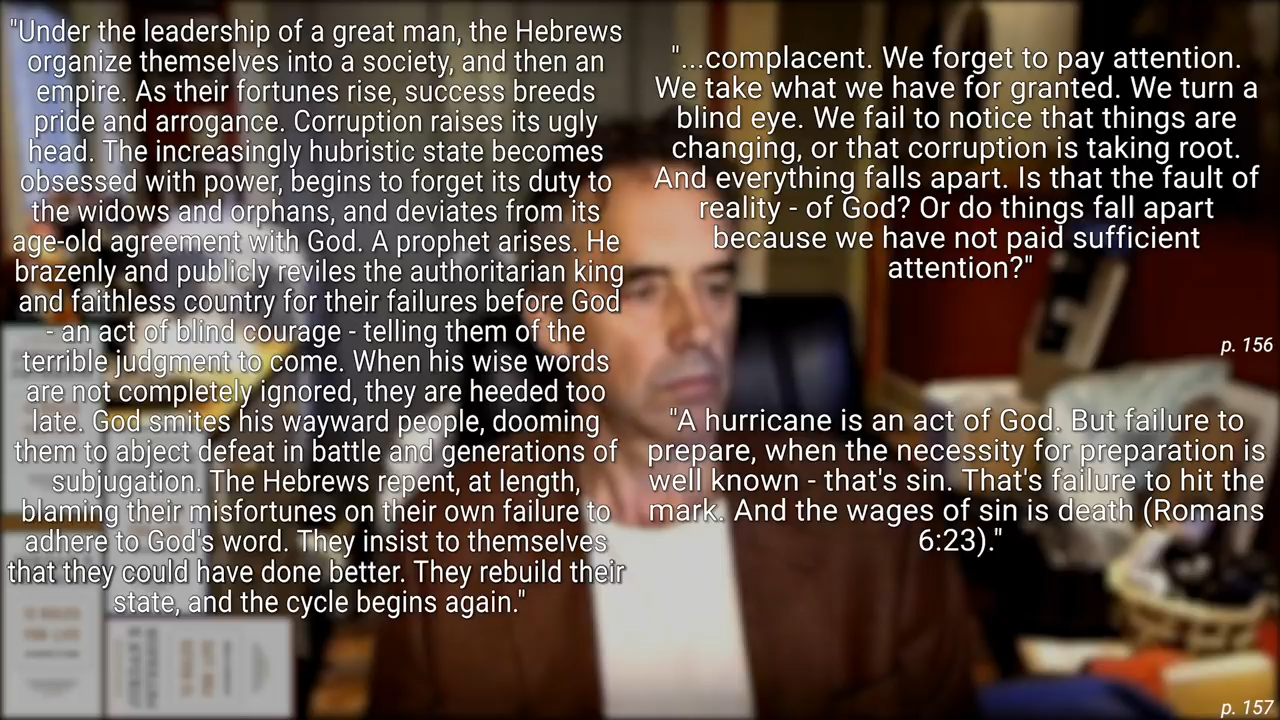 "Under the leadership of a great man, the Hebrews
organize themselves into a society, and then an
empire. As their fortunes rise, success breeds
pride and arrogance. Corruption raises its ugly
head. The increasingly hubristic state becomes
obsessed with power, begins to forget its duty to
the widows and orphans, and deviates from its
age-old agreement with God. A prophet arises. He
brazenly and publicly reviles the authoritarian king
and faithless country for their failures before God
- an act of blind courage - telling them of the
terrible judgment to come. When his wise words
are not completely ignored, they are heeded too
late. God smites his wayward people, dooming
them to abject defeat in battle and generations of
subjugation. The Hebrews repent, at length,
blaming their misfortunes on their own failure to
adhere to God's word. They insist to themselves
that they could have done better. They rebuild their
state, and the cycle begins again."
"...complacent. We forget to pay attention.
We take what we have for granted. We turn a
blind eye. We fail to notice that things are
changing, or that corruption is taking root.
And everything falls apart. Is that the fault of
reality - of God? Or do things fall apart
because we have not paid sufficient
attention?"
p. 156
"A hurricane is an act of God. But failure to
prepare, when the necessity for preparation is
well known - that's sin. That's failure to hit the
mark. And the wages of sin is death (Romans
6:23)."
p. 157
12 RULES
FOR LIFE